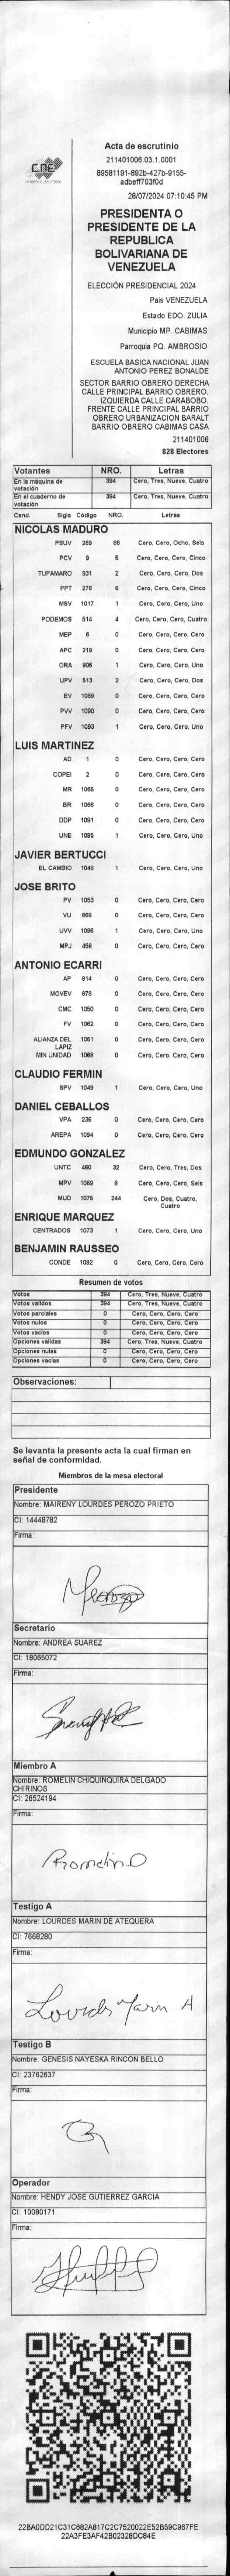 CNE
Acta de escrutinio
211401006.03.1.0001
89581191-892b-427b-9155-
adbeff703f0d
28/07/2024 07:10:45 PM
PRESIDENTA O
PRESIDENTE DE LA
REPUBLICA
BOLIVARIANA DE
VENEZUELA
ELECCIÓN PRESIDENCIAL 2024
Pais VENEZUELA
Estado EDO. ZULIA
Municipio MP. CABIMAS
Parroquia PQ. AMBROSIO
ESCUELA BASICA NACIONAL JUAN
ANTONIO PEREZ BONALDE
SECTOR BARRIO OBRERO DERECHA
CALLE PRINCIPAL BARRIO OBRERO.
IZQUIERDA CALLE CARABOBO.
FRENTE CALLE PRINCIPAL BARRIO
OBRERO URBANIZACION BARALT
BARRIO OBRERO CABIMAS CASA
211401006
828 Electores
Votantes NRO. Letras
En la máquina de votación 394 Cero, Tres, Nueve, Cuatro
En el cuaderno de votación 394 Cero, Tres, Nueve, Cuatro
Cand. Sigla Código NRO. Letras
NICOLAS MADURO
PSUV 269 86 Cero, Cero, Ocho, Seis
PCV 9 5 Cero, Cero, Cero, Cinco
TUPAMARO 931 2 Cero, Cero, Cero, Dos
PPT 276 5 Cero, Cero, Cero, Cinco
MSV 1017 1 Cero, Cero, Cero, Uno
PODEMOS 514 4 Cero, Cero, Cero, Cuatro
MEP 6 0 Cero, Cero, Cero, Cero
APC 219 0 Cero, Cero, Cero, Cero
ORA 906 1 Cero, Cero, Cero, Uno
UPV 513 2 Cero, Cero, Cero, Dos
EV 1089 0 Cero, Cero, Cero, Cero
PVV 1090 0 Cero, Cero, Cero, Cero
PFV 1093 1 Cero, Cero, Cero, Uno
LUIS MARTINEZ
AD 1 0 Cero, Cero, Cero, Cero
COPEI 2 0 Cero, Cero, Cero, Cero
MR 1065 0 Cero, Cero, Cero, Cero
BR 1066 0 Cero, Cero, Cero, Cero
DDP 1091 0 Cero, Cero, Cero, Cero
UNE 1096 1 Cero, Cero, Cero, Uno
JAVIER BERTUCCI
EL CAMBIO 1048 1 Cero, Cero, Cero, Uno
JOSE BRITO
PV 1053 0 Cero, Cero, Cero, Cero
VU 868 0 Cero, Cero, Cero, Cero
UVV 1098 1 Cero, Cero, Cero, Uno
MPJ 458 0 Cero, Cero, Cero, Cero
ANTONIO ECARRI
AP 814 0 Cero, Cero, Cero, Cero
MOVEV 878 0 Cero, Cero, Cero, Cero
CMC 1050 0 Cero, Cero, Cero, Cero
FV 1062 0 Cero, Cero, Cero, Cero
ALIANZA DEL LAPIZ 1051 0 Cero, Cero, Cero, Cero
MIN UNIDAD 1068 0 Cero, Cero, Cero, Cero
CLAUDIO FERMIN
SPV 1049 1 Cero, Cero, Cero, Uno
DANIEL CEBALLOS
VPA 236 0 Cero, Cero, Cero, Cero
AREPA 1094 0 Cero, Cero, Cero, Cero
EDMUNDO GONZALEZ
UNTC 460 32 Cero, Cero, Tres, Dos
MPV 1069 6 Cero, Cero, Cero, Seis
MUD 1075 244 Cero, Dos, Cuatro, Cuatro
ENRIQUE MARQUEZ
CENTRADOS 1073 1 Cero, Cero, Cero, Uno
BENJAMIN RAUSSEO
CONDE 1092 0 Cero, Cero, Cero, Cero
Resumen de votos
Votos 394 Cero, Tres, Nueve, Cuatro
Votos validos 394 Cero, Tres, Nueve, Cuatro
Votos parciales 0 Cero, Cero, Cero, Cero
Votos nulos 0 Cero, Cero, Cero, Cero
Votos vacios 0 Cero, Cero, Cero, Cero
Opciones validas 394 Cero, Tres, Nueve, Cuatro
Opciones nulas 0 Cero, Cero, Cero, Cero
Opciones vacias 0 Cero, Cero, Cero, Cero
Observaciones:
Se levanta la presente acta la cual firman en
señal de conformidad.
Miembros de la mesa electoral
Presidente
Nombre: MAIRENY LOURDES PEROZO PRIETO
CI: 14448782
Firma:
Secretario
Nombre: ANDREA SUAREZ
CI: 18065072
Firma:
Miembro A
Nombre: ROMELIN CHIQUINQUIRA DELGADO
CHIRINOS
CI: 26524194
Firma:
Romelin D
Testigo A
Nombre: LOURDES MARIN DE ATEQUERA
CI: 7668280
Firma:
Lourdes Marin A
Testigo B
Nombre: GENESIS NAYESKA RINCON BELLO
CI: 23762637
Firma:
Operador
Nombre: HENDY JOSE GUTIERREZ GARCIA
CI: 10080171
Firma:
22BA0DD21C31C682A817C2C7520022E52B59C967FE
22A3FE3AF42B02328DC84E